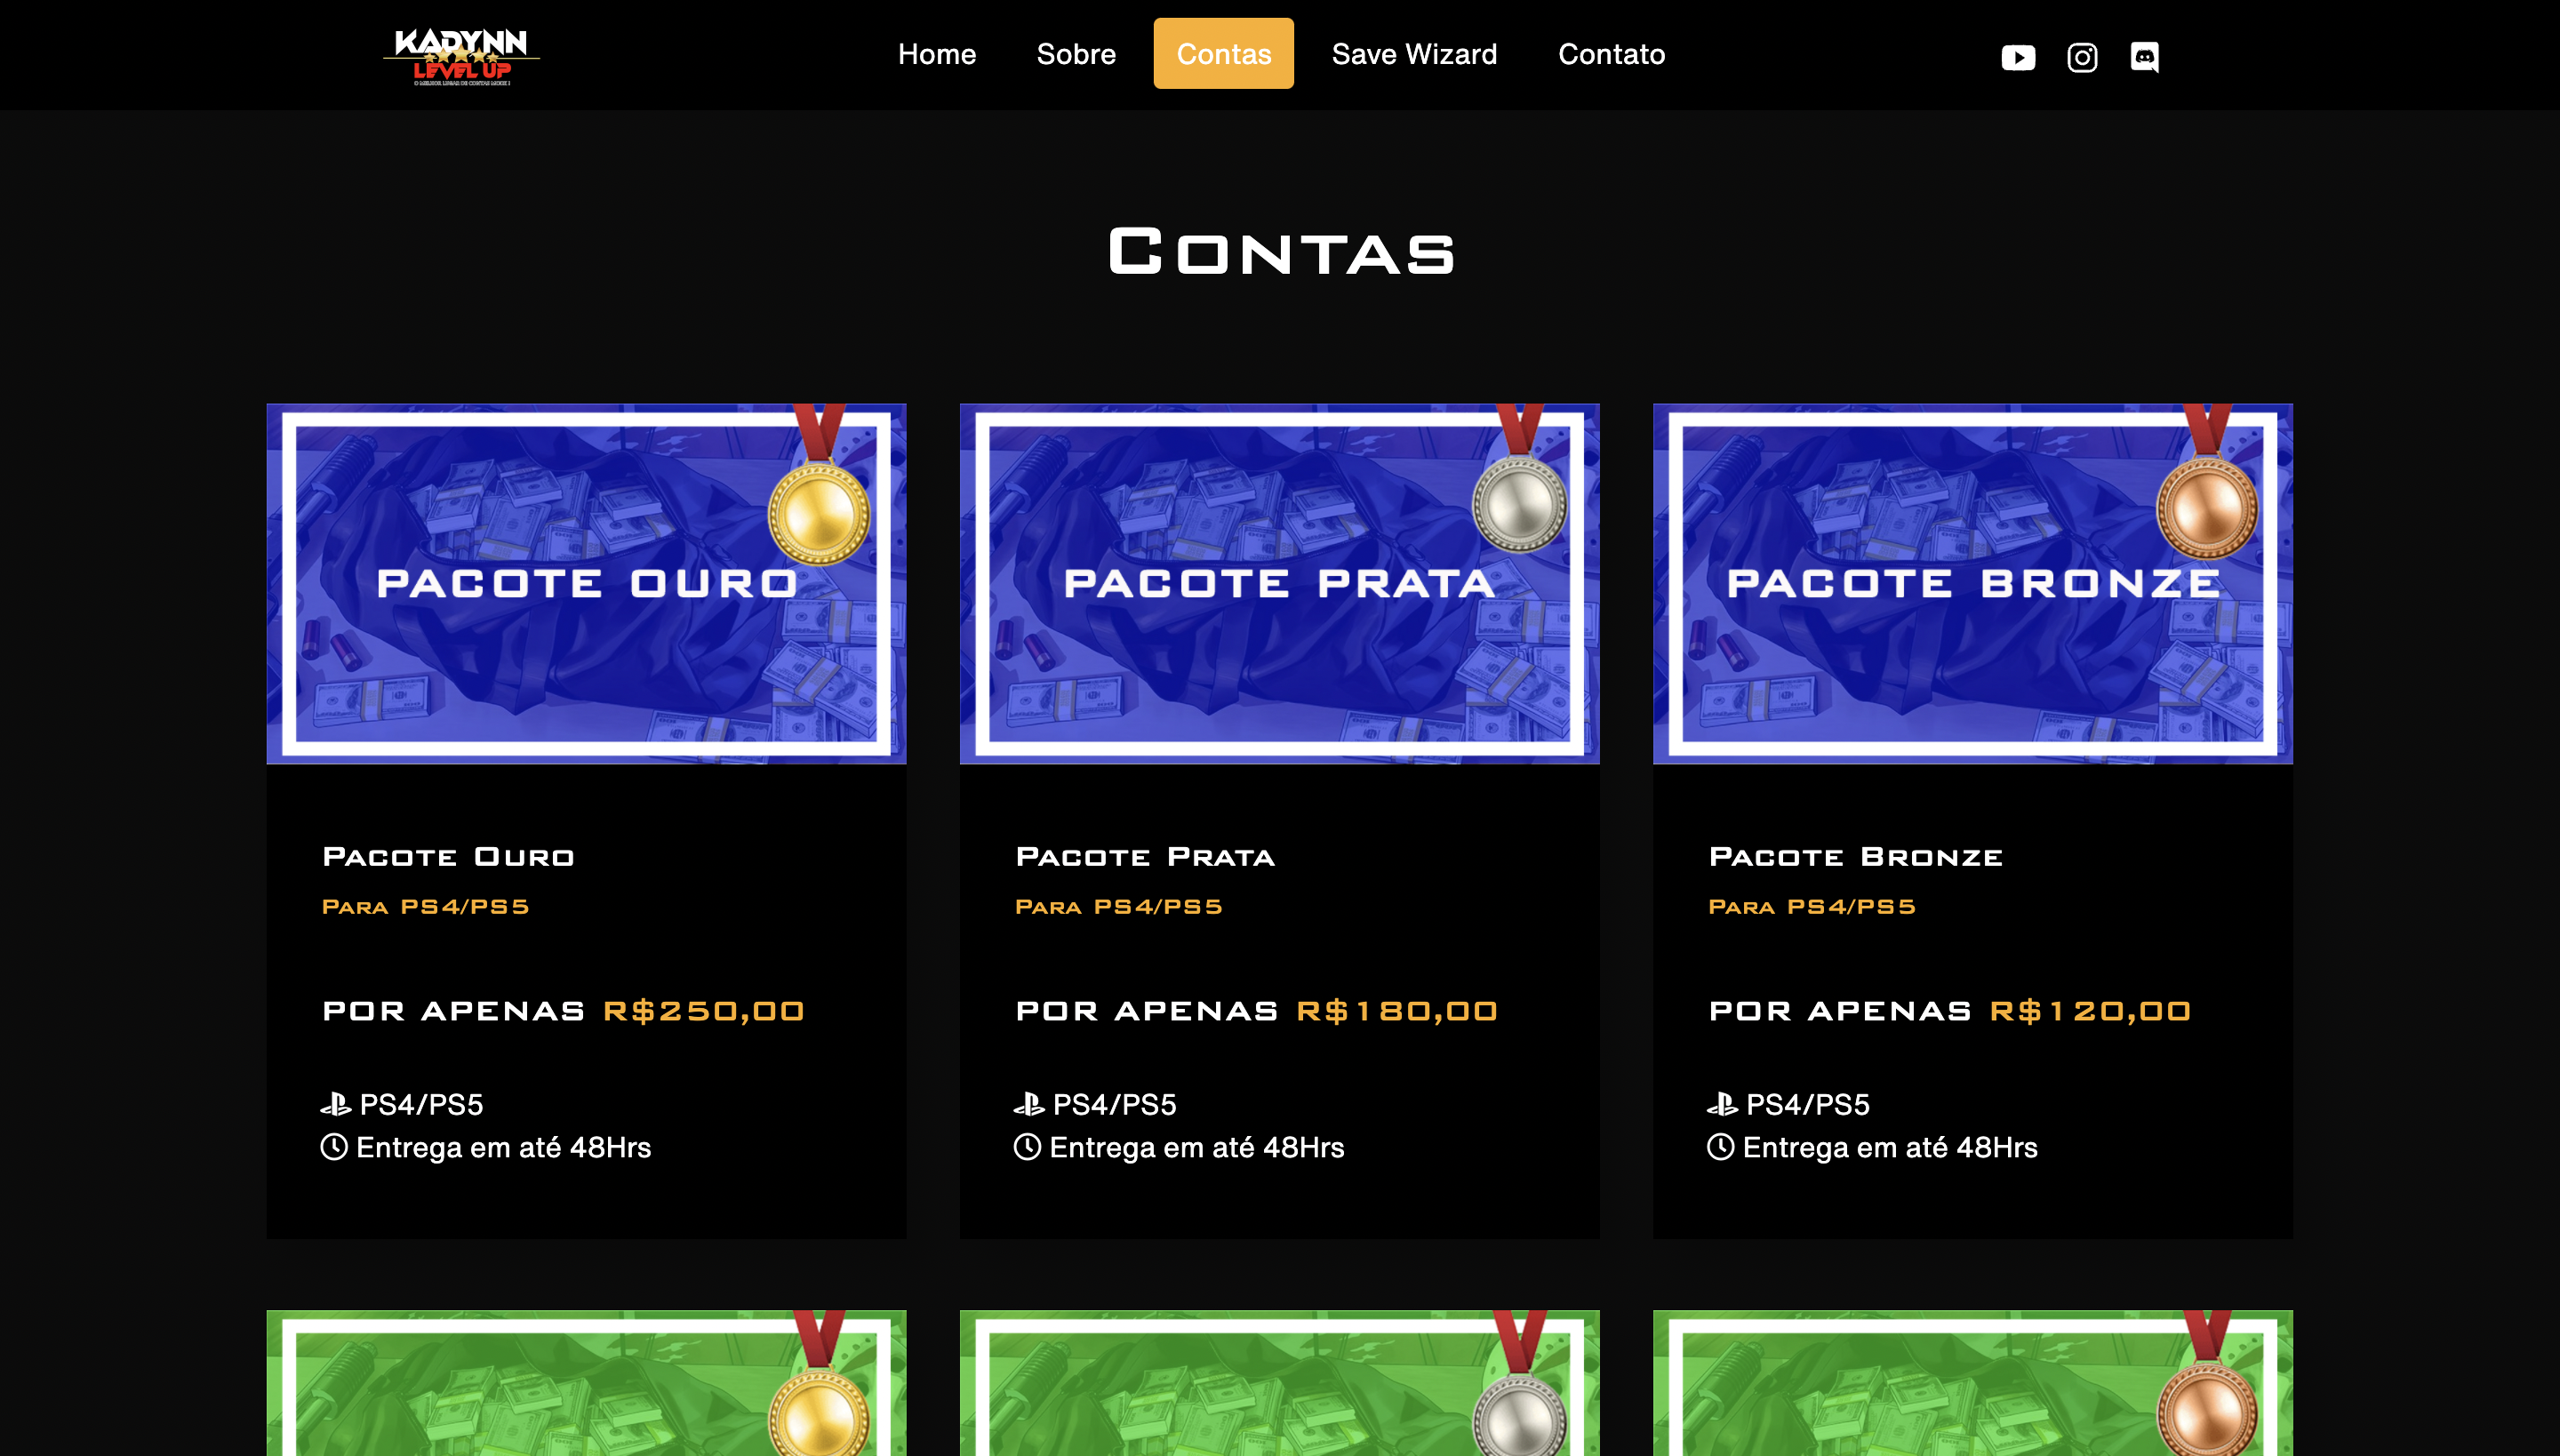 KADYNN
LEVEL UP
Home
Sobre
Contas
Save Wizard
Contato
Contas
PACOTE OURO
PACOTE PRATA
PACOTE BRONZE
Pacote Ouro
Para PS4/PS5
POR APENAS R$250,00
PS4/PS5
Entrega em até 48Hrs
Pacote Prata
Para PS4/PS5
POR APENAS R$180,00
PS4/PS5
Entrega em até 48Hrs
Pacote Bronze
Para PS4/PS5
POR APENAS R$120,00
PS4/PS5
Entrega em até 48Hrs